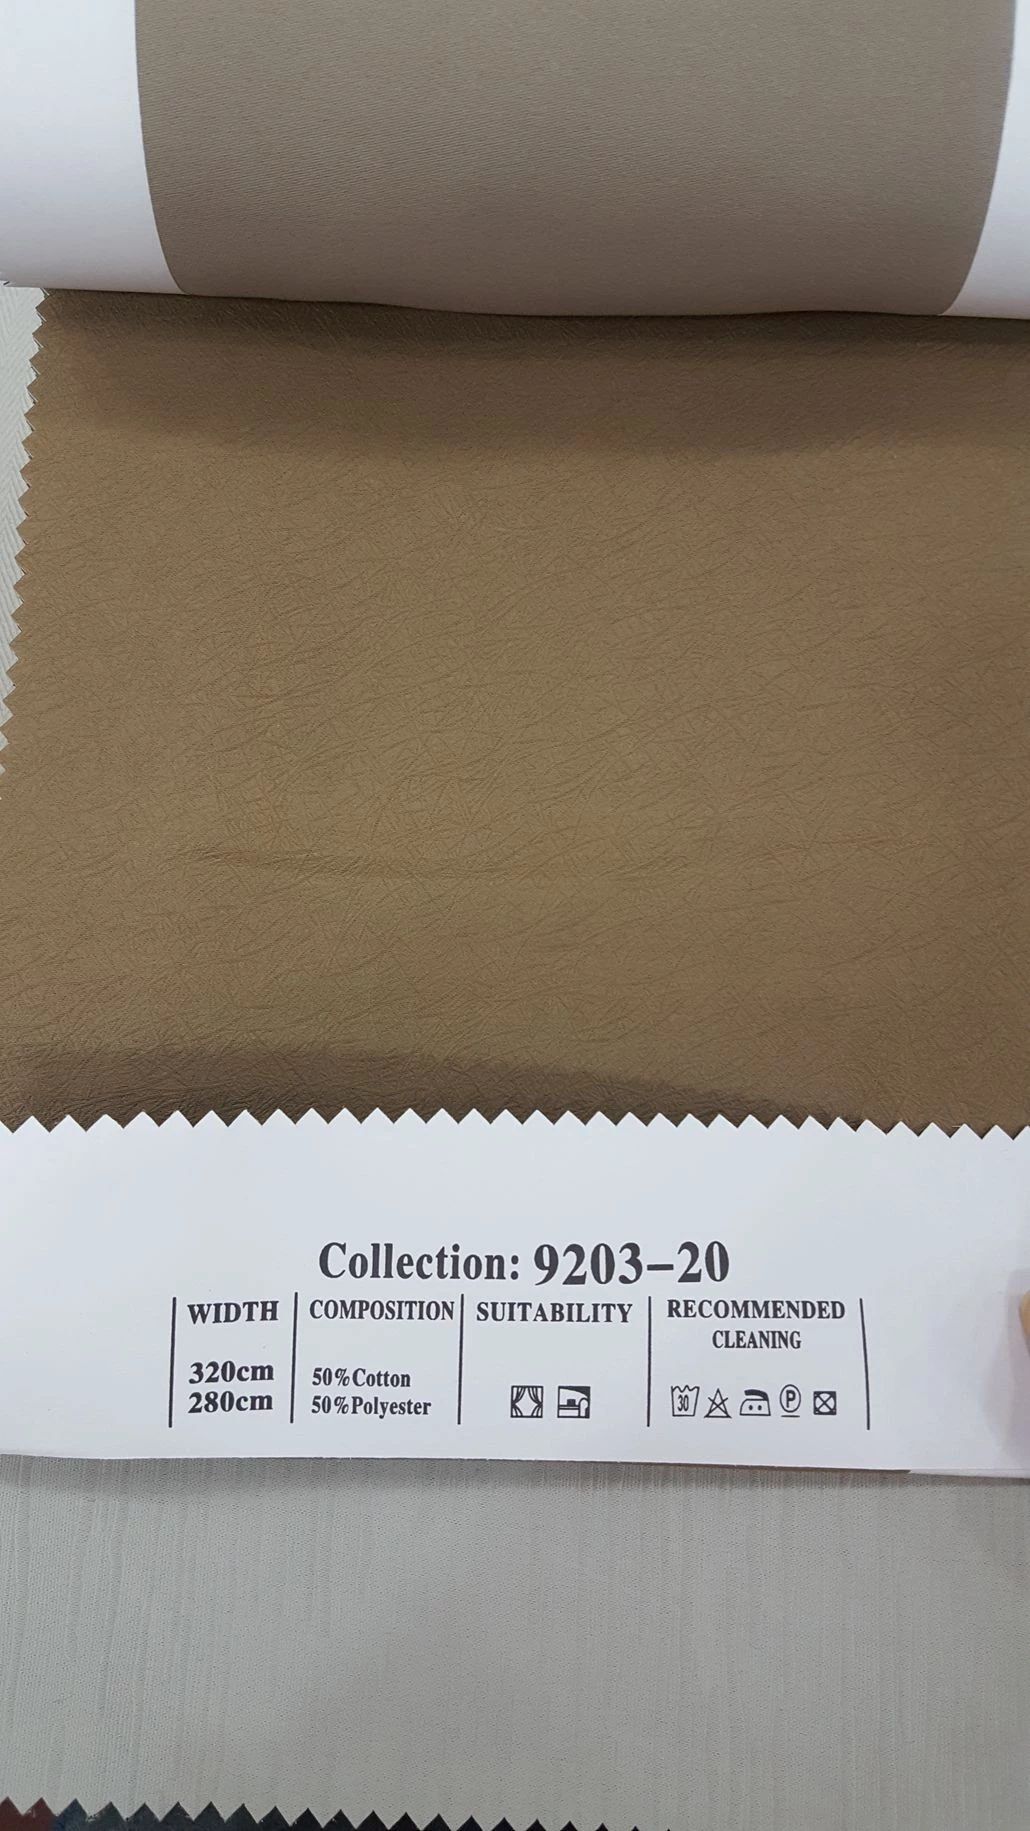 Collection: 9203-20
WIDTH
320cm
280cm
COMPOSITION
50%Cotton
50%Polyester
SUITABILITY
RECOMMENDED
CLEANING
30
P